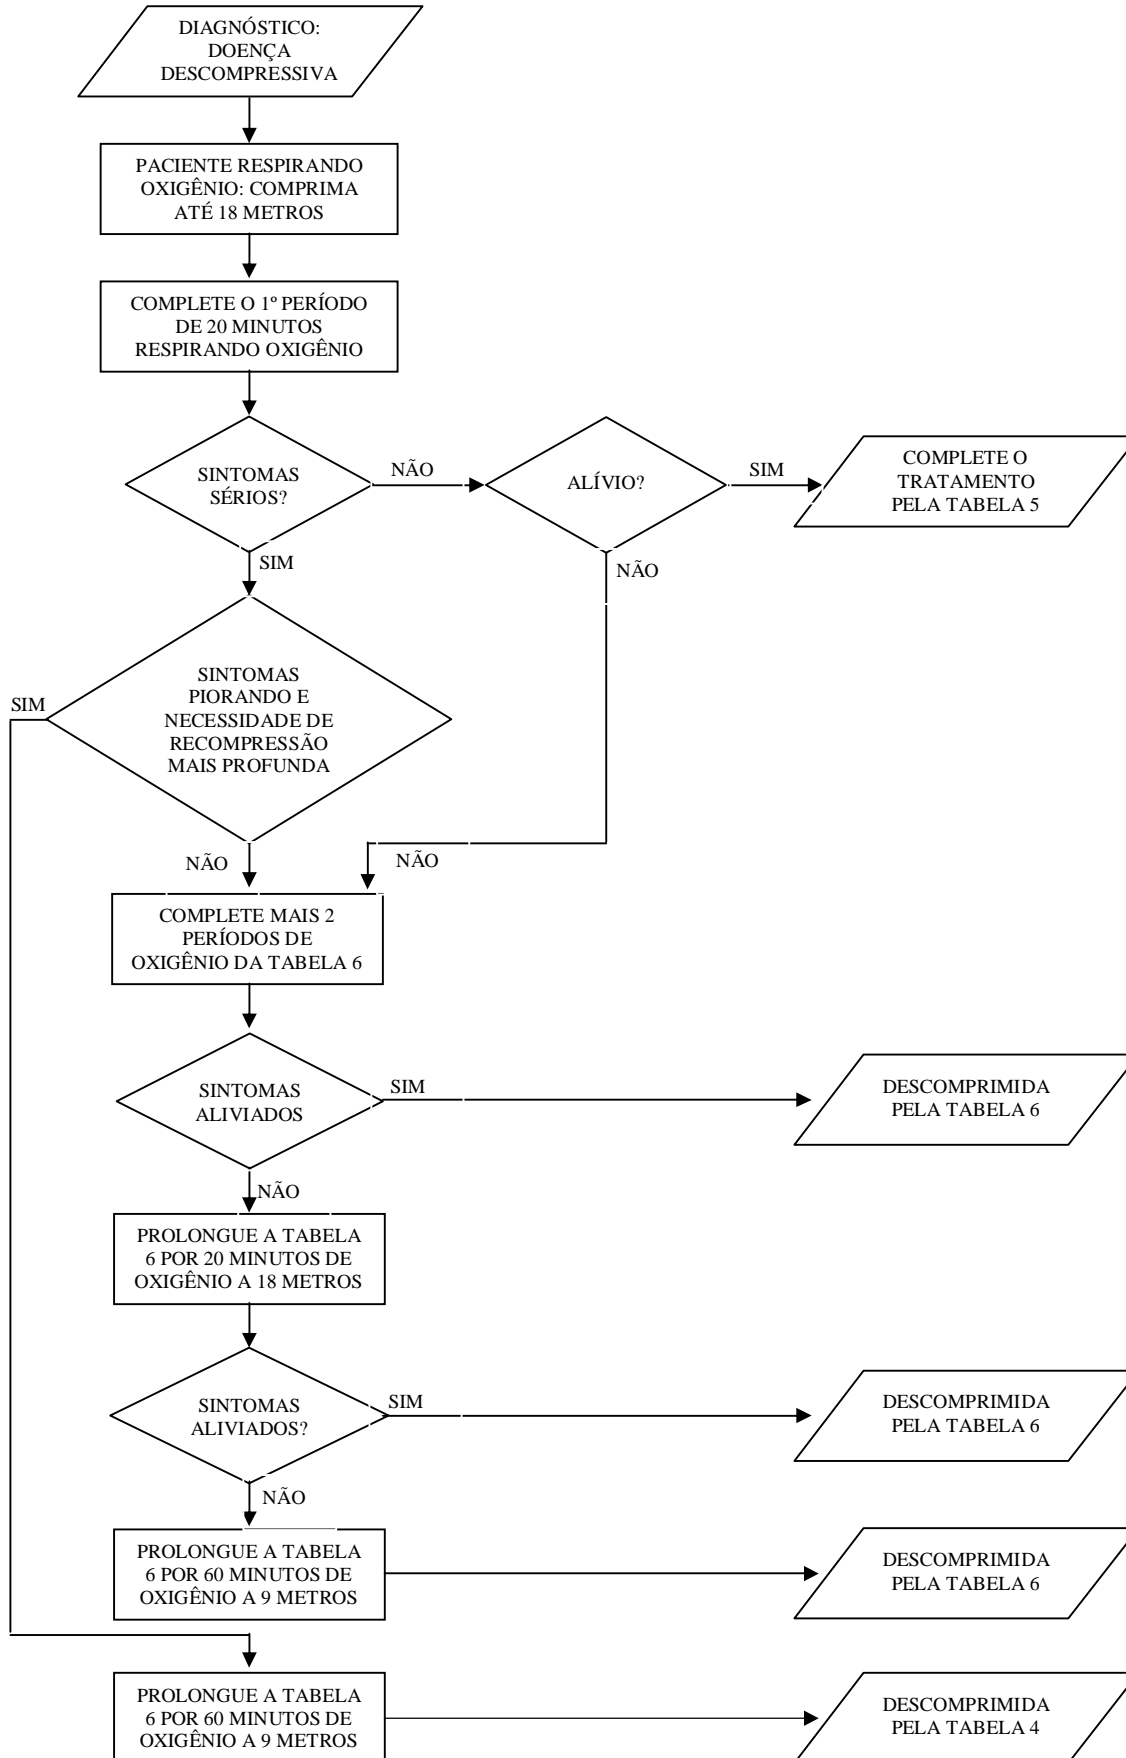 DIAGNÓSTICO:
DOENÇA
DESCOMPRESSIVA
PACIENTE RESPIRANDO
OXIGÊNIO: COMPRIMA
ATÉ 18 METROS
COMPLETE O 1º PERÍODO
DE 20 MINUTOS
RESPIRANDO OXIGÊNIO
SINTOMAS
SÉRIOS?
NÃO
ALÍVIO?
SIM
COMPLETE O
TRATAMENTO
PELA TABELA 5
SIM
NÃO
SINTOMAS
PIORANDO E
NECESSIDADE DE
RECOMPRESSÃO
MAIS PROFUNDA
SIM
NÃO
NÃO
COMPLETE MAIS 2
PERÍODOS DE
OXIGÊNIO DA TABELA 6
SINTOMAS
ALIVIADOS
SIM
DESCOMPRIMIDA
PELA TABELA 6
NÃO
PROLONGUE A TABELA
6 POR 20 MINUTOS DE
OXIGÊNIO A 18 METROS
SINTOMAS
ALIVIADOS?
SIM
DESCOMPRIMIDA
PELA TABELA 6
NÃO
PROLONGUE A TABELA
6 POR 60 MINUTOS DE
OXIGÊNIO A 9 METROS
DESCOMPRIMIDA
PELA TABELA 6
PROLONGUE A TABELA
6 POR 60 MINUTOS DE
OXIGÊNIO A 9 METROS
DESCOMPRIMIDA
PELA TABELA 4